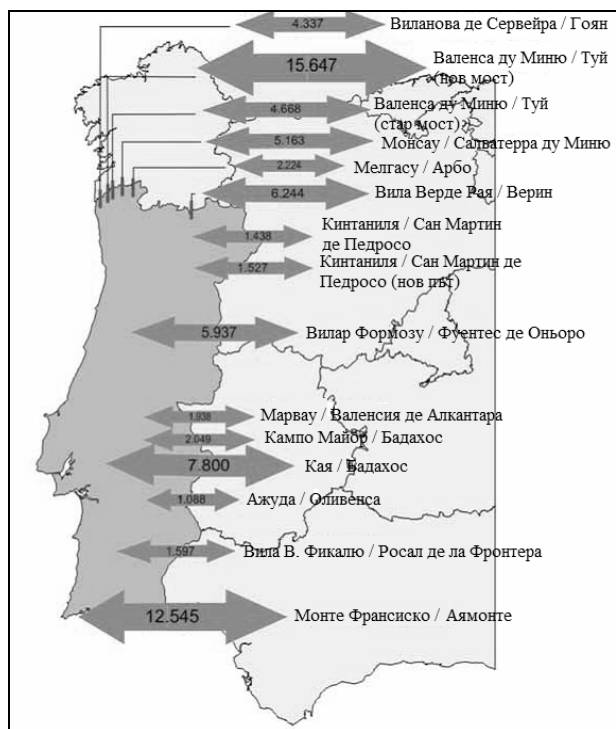 4.337 Виланова де Сервейра / Гоян
15.647 Валенса ду Миню / Туй
(нов мост)
4.668 Валенса ду Миню / Туй
(стар мост)
5.163 Монсау / Салватерра ду Миню
2.224 Мелгасу / Арбо
6.244 Вила Верде Рая / Верин
1.438 Кинтаниля / Сан Мартин
де Педросо
1.527 Кинтаниля / Сан Мартин де
Педросо (нов път)
5.937 Вилар Формозу / Фуентес де Оньоро
1.938 Марвау / Валенсия де Алкантара
2.049 Кампо Майор / Бадахос
7.800 Кая / Бадахос
1.088 Ажуда / Оливенса
1.597 Вила В. Фикалю / Росал де ла Фронтера
12.545 Монте Франсиско / Аямонте